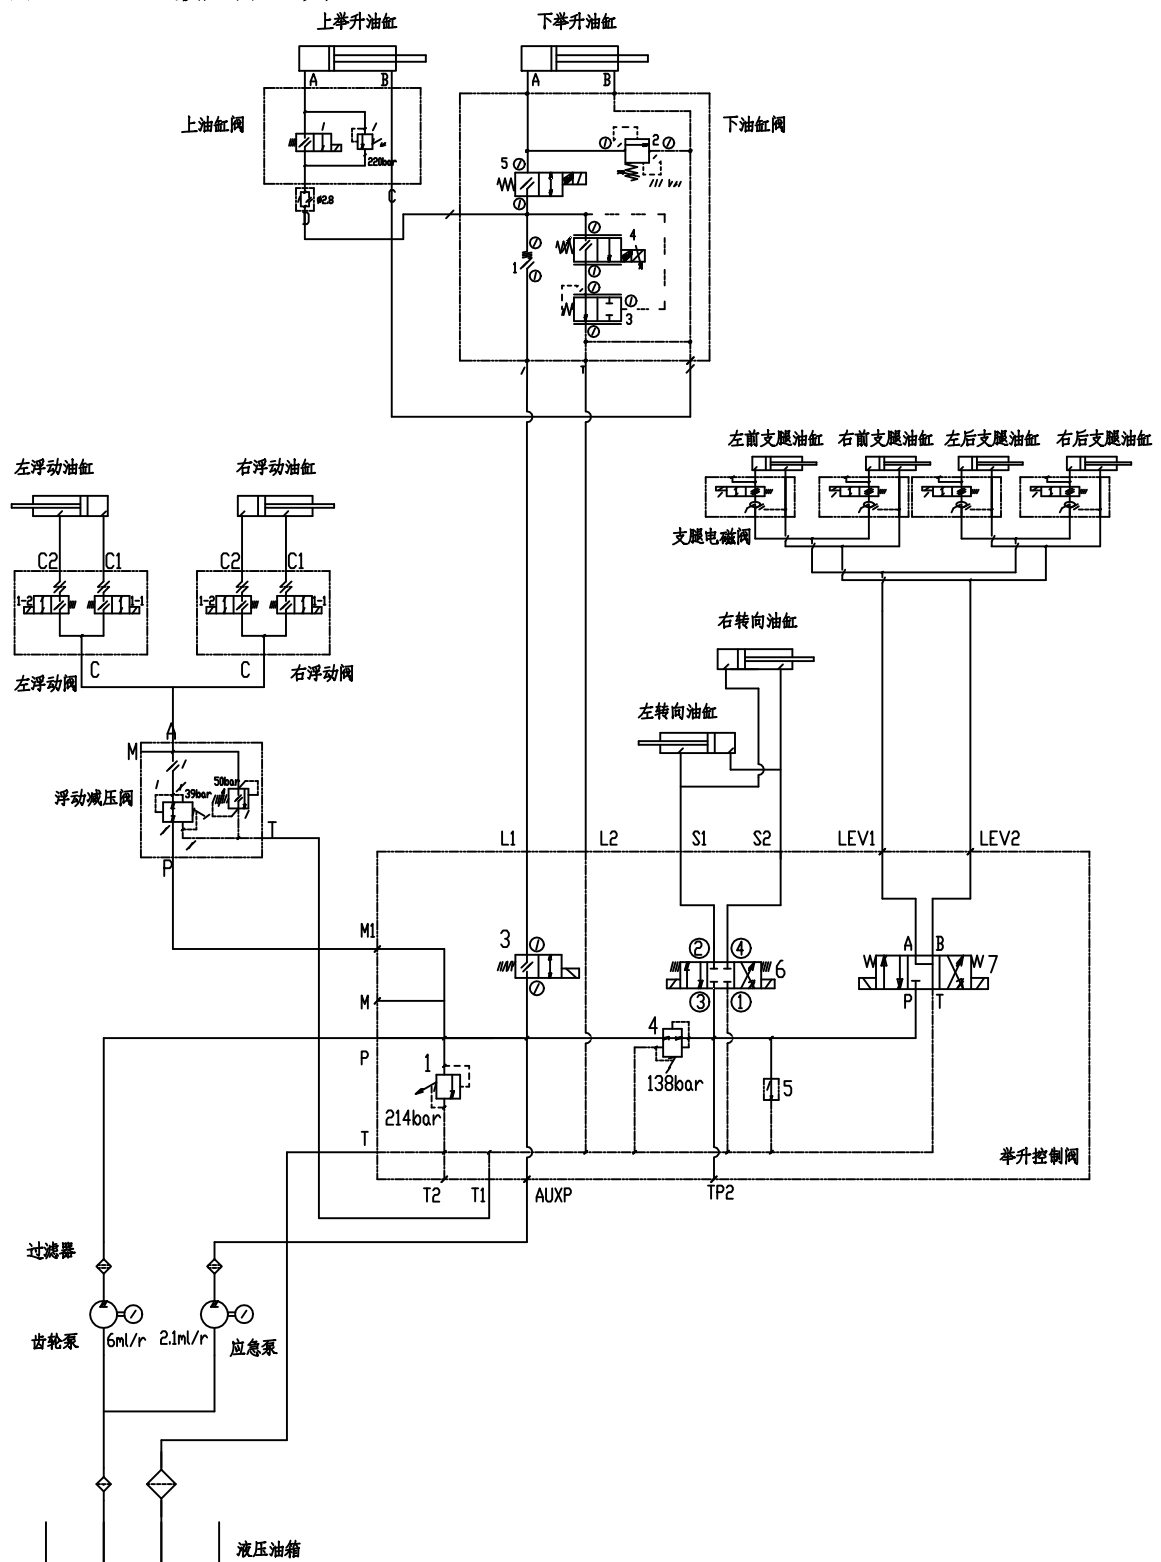 上举升油缸
下举升油缸
A
B
A
B
上油缸阀
下油缸阀
220bar
2
5
ø2.8
C
D
4
1
3
T
左前支腿油缸
右前支腿油缸
左后支腿油缸
右后支腿油缸
左浮动油缸
右浮动油缸
支腿电磁阀
C2
C1
C2
C1
1-2
1-1
1-2
1-1
右转向油缸
C
C
左浮动阀
右浮动阀
左转向油缸
A
M
50bar
39bar
浮动减压阀
T
P
L1
L2
S1
S2
LEV1
LEV2
M1
3
②
④
A
B
6
7
③
①
P
T
M
4
P
1
138bar
5
214bar
T
举升控制阀
T2
T1
AUXP
TP2
过滤器
齿轮泵
6ml/r
2.1ml/r
应急泵
液压油箱